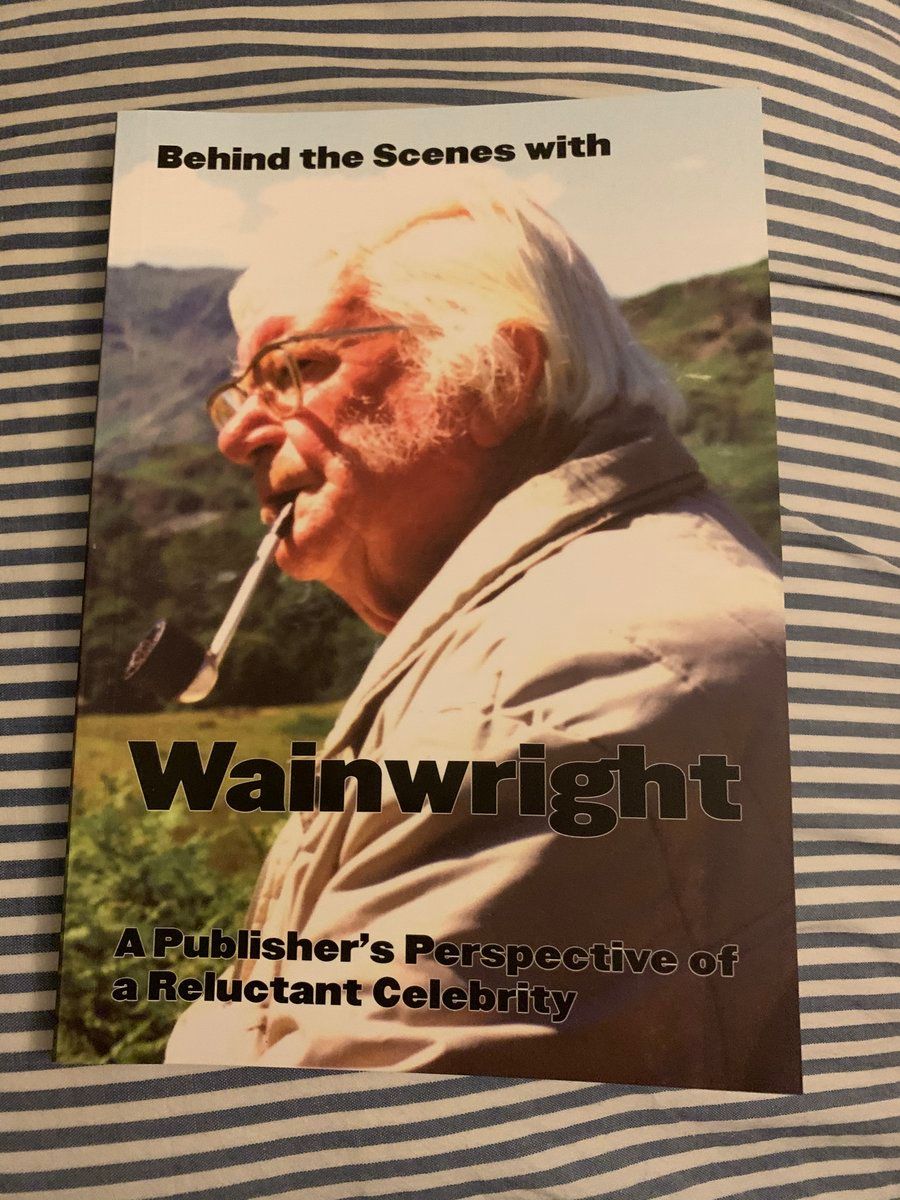 Behind the Scenes with
Wainwright
A Publisher's Perspective of
a Reluctant Celebrity